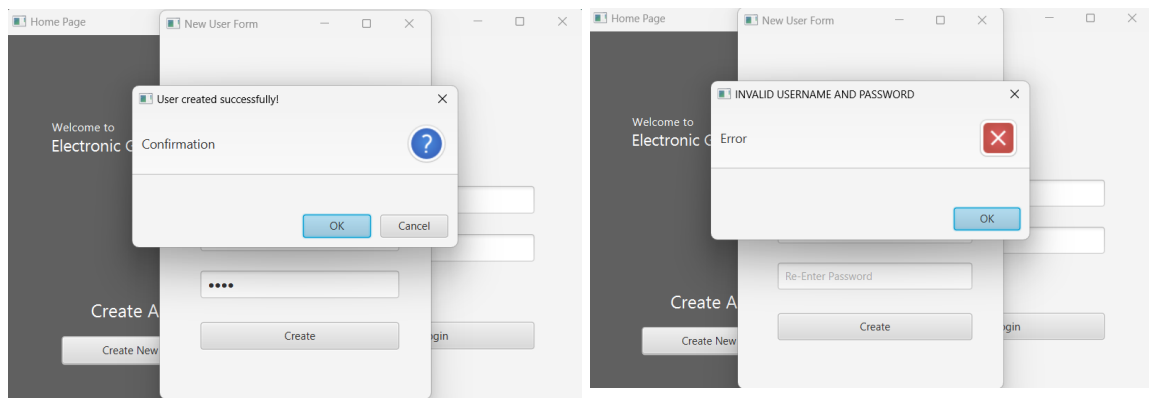 Home Page
New User Form
User created successfully!
Confirmation
Welcome to
Electronic
OK
Cancel
Create A
Create
Create New
Home Page
New User Form
INVALID USERNAME AND PASSWORD
Error
Welcome to
Electronic
OK
Re-Enter Password
Create A
Create
Create New